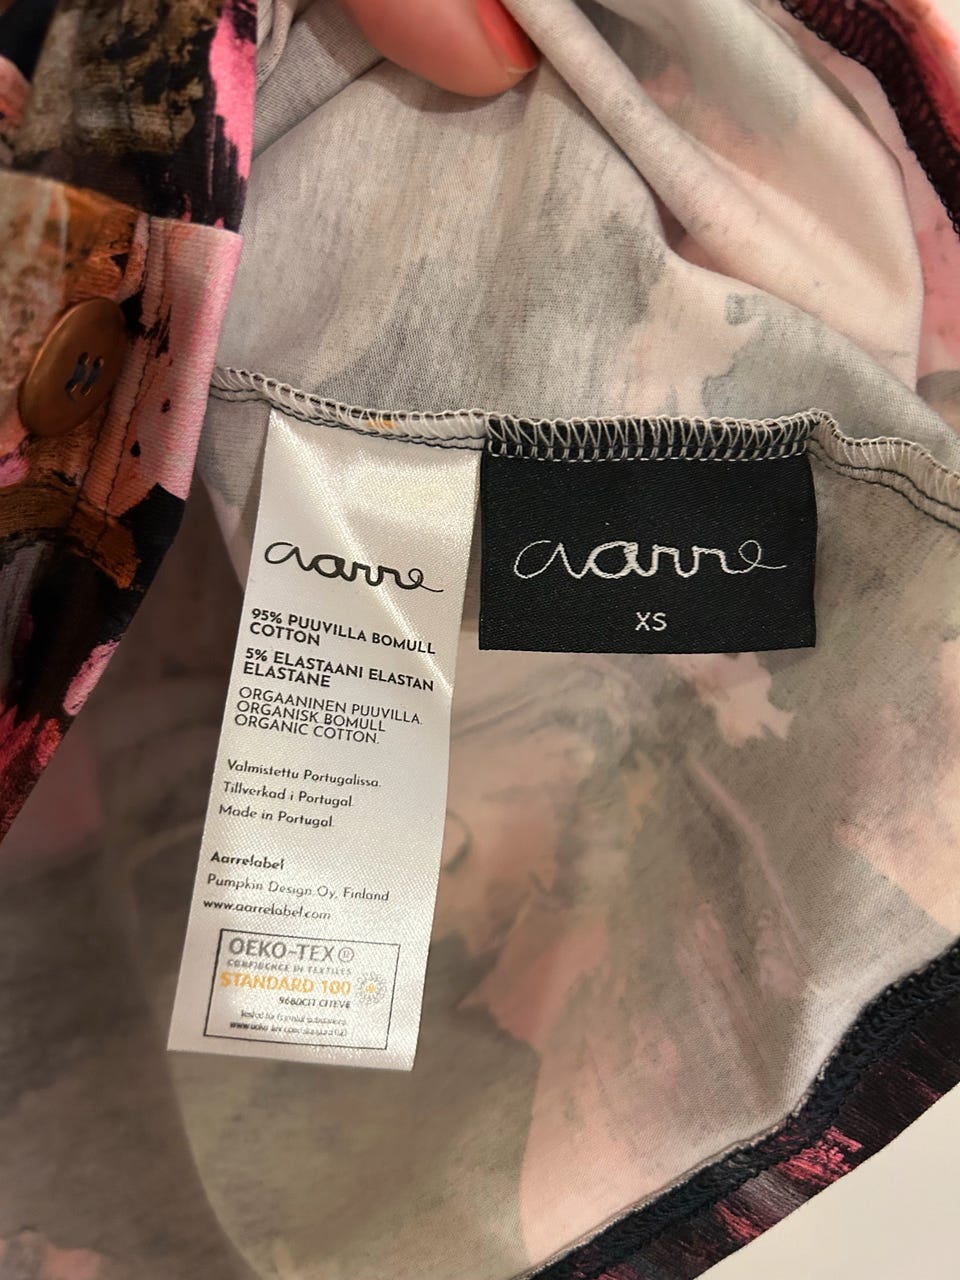 aarre
95% PUUVILLA BOMULL
COTTON
5% ELASTAANI ELASTAN
ELASTANE
ORGAANINEN PUUVILLA.
ORGANISK BOMULL
ORGANIC COTTON.
Valmistettu Portugalissa.
Tillverkad i Portugal.
Made in Portugal.
Aarrelabel
Pumpkin Design Oy, Finland
www.aarrelabel.com
OEKO-TEX®
CONFIDENCE IN TEXTILES
STANDARD 100
9680CIT CITEVE
aarre
XS